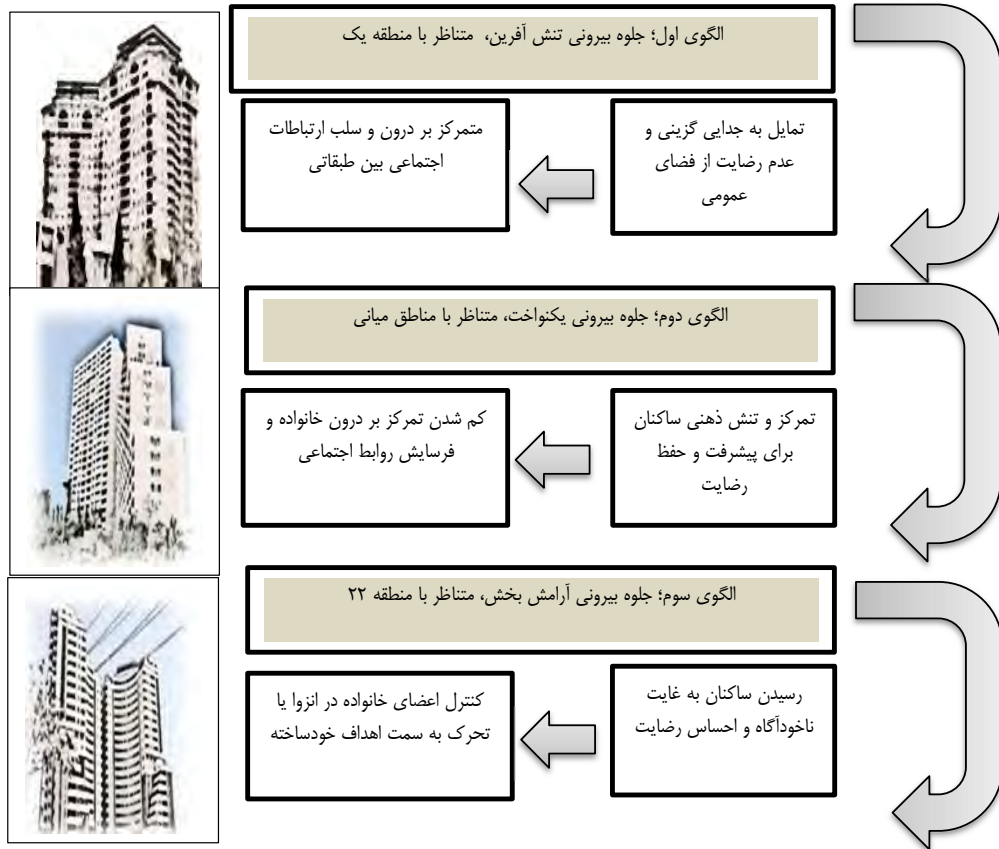 الگوی اول؛ جلوه بیرونی تنش آفرین، متناظر با منطقه یک
تمایل به جدایی گزینی و
عدم رضایت از فضای
عمومی
متمرکز بر درون و سلب ارتباطات
اجتماعی بین طبقاتی
الگوی دوم؛ جلوه بیرونی یکنواخت، متناظر با مناطق میانی
تمرکز و تنش ذهنی ساکنان
برای پیشرفت و حفظ
رضایت
کم شدن تمرکز بر درون خانواده و
فرسایش روابط اجتماعی
الگوی سوم؛ جلوه بیرونی آرامش بخش، متناظر با منطقه ۲۲
رسیدن ساکنان به غایت
ناخودآگاه و احساس رضایت
کنترل اعضای خانواده در انزوا یا
تحرک به سمت اهداف خودساخته